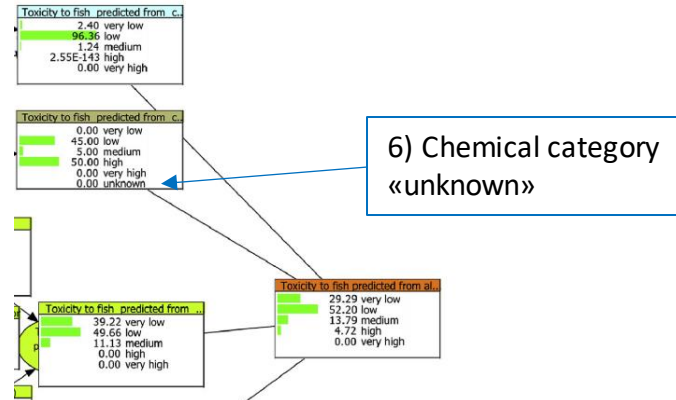 Toxicity to fish predicted from c..
2.40 very low
96.36 low
1.24 medium
2.55E-143 high
0.00 very high
Toxicity to fish predicted from c..
0.00 very low
45.00 low
5.00 medium
50.00 high
0.00 very high
0.00 unknown
6) Chemical category
«unknown»
Toxicity to fish predicted from al..
29.29 very low
52.20 low
13.79 medium
4.72 high
0.00 very high
Toxicity to fish predicted from ..
39.22 very low
49.66 low
11.13 medium
0.00 high
0.00 very high